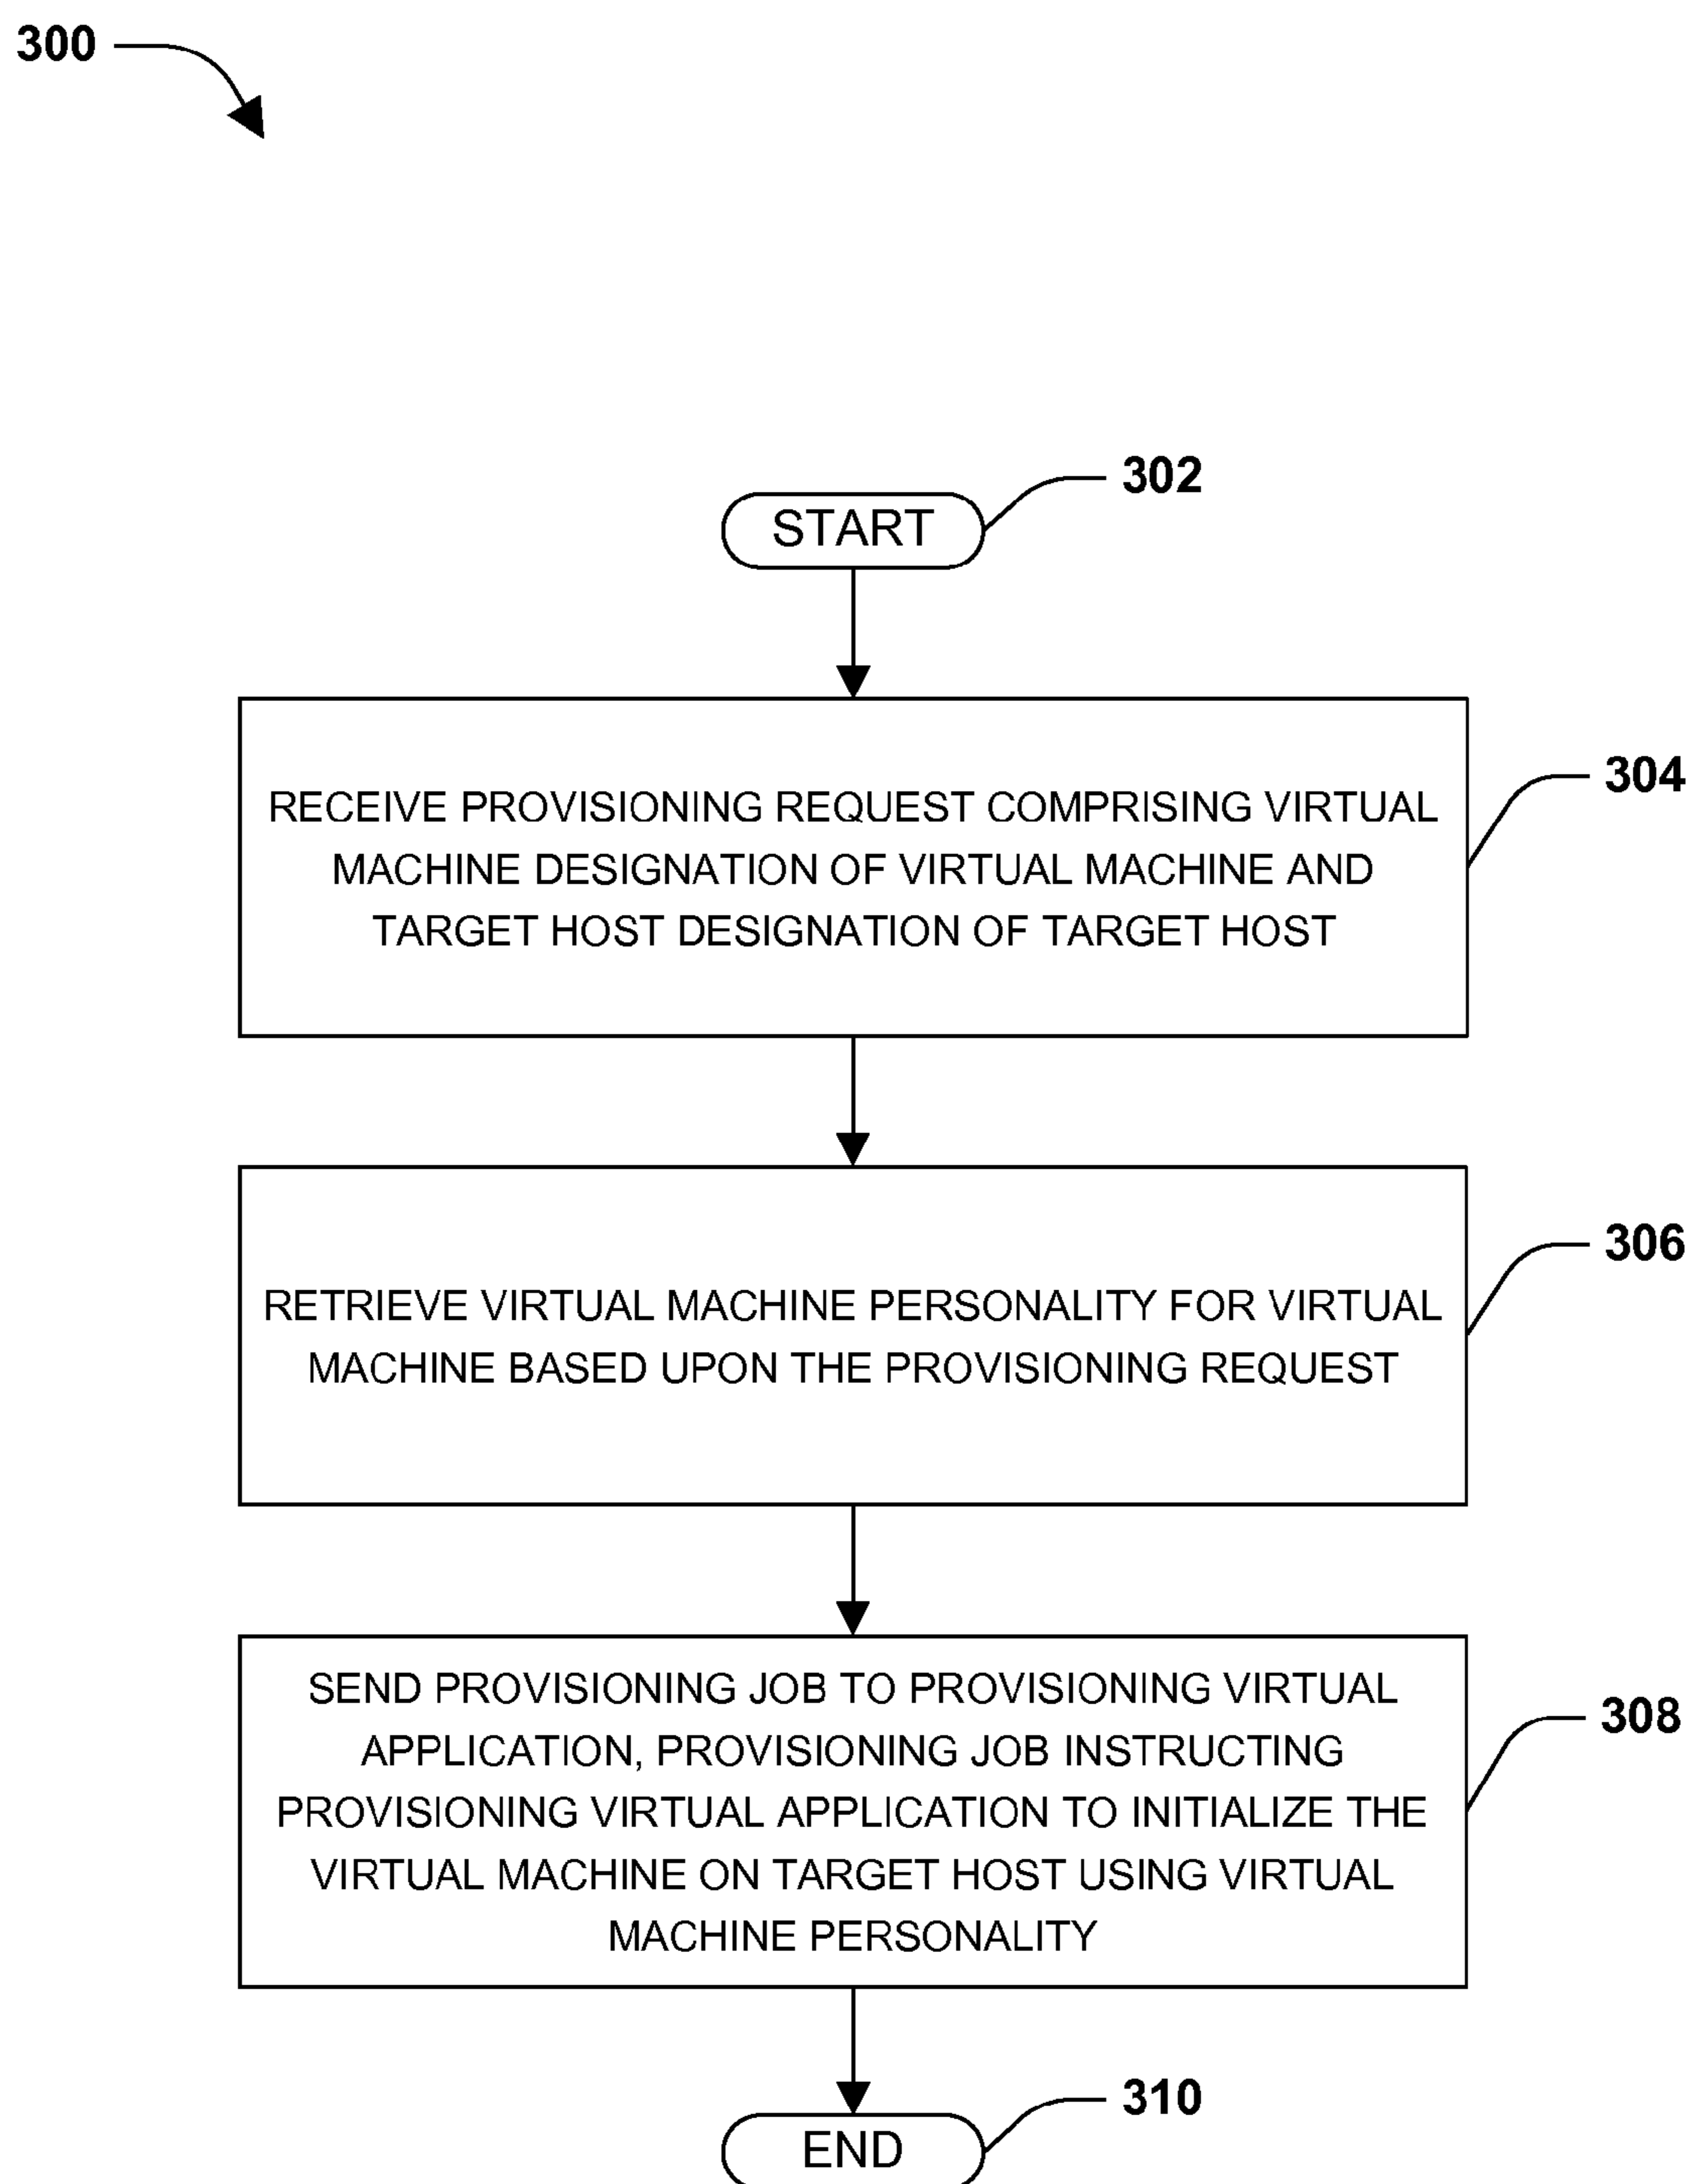 300
302
START
304
RECEIVE PROVISIONING REQUEST COMPRISING VIRTUAL
MACHINE DESIGNATION OF VIRTUAL MACHINE AND
TARGET HOST DESIGNATION OF TARGET HOST
306
RETRIEVE VIRTUAL MACHINE PERSONALITY FOR VIRTUAL
MACHINE BASED UPON THE PROVISIONING REQUEST
308
SEND PROVISIONING JOB TO PROVISIONING VIRTUAL
APPLICATION, PROVISIONING JOB INSTRUCTING
PROVISIONING VIRTUAL APPLICATION TO INITIALIZE THE
VIRTUAL MACHINE ON TARGET HOST USING VIRTUAL
MACHINE PERSONALITY
310
END